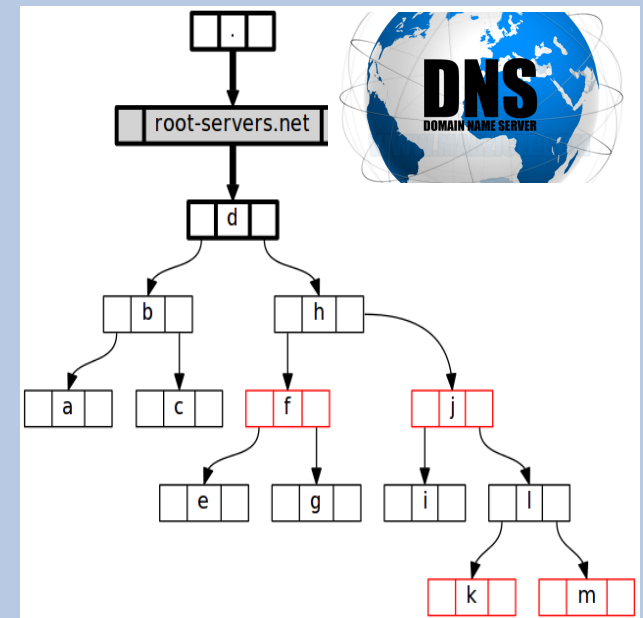 .
root-servers.net
DNS
DOMAIN NAME SERVER
d
b
h
a
c
f
j
e
g
i
l
k
m